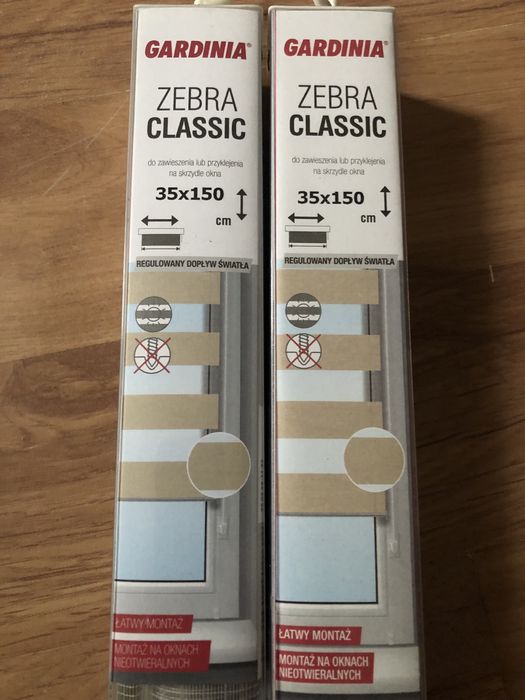 GARDINIA®
ZEBRA
CLASSIC
do zawieszenia lub przyklejenia
na skrzydle okna
35x150
cm
REGULOWANY DOPŁYW ŚWIATŁA
ŁATWY MONTAŻ
MONTAŻ NA OKNACH
NIEOTWIERALNYCH
GARDINIA®
ZEBRA
CLASSIC
do zawieszenia lub przyklejenia
na skrzydle okna
35x150
cm
REGULOWANY DOPŁYW ŚWIATŁA
ŁATWY MONTAŻ
MONTAŻ NA OKNACH
NIEOTWIERALNYCH